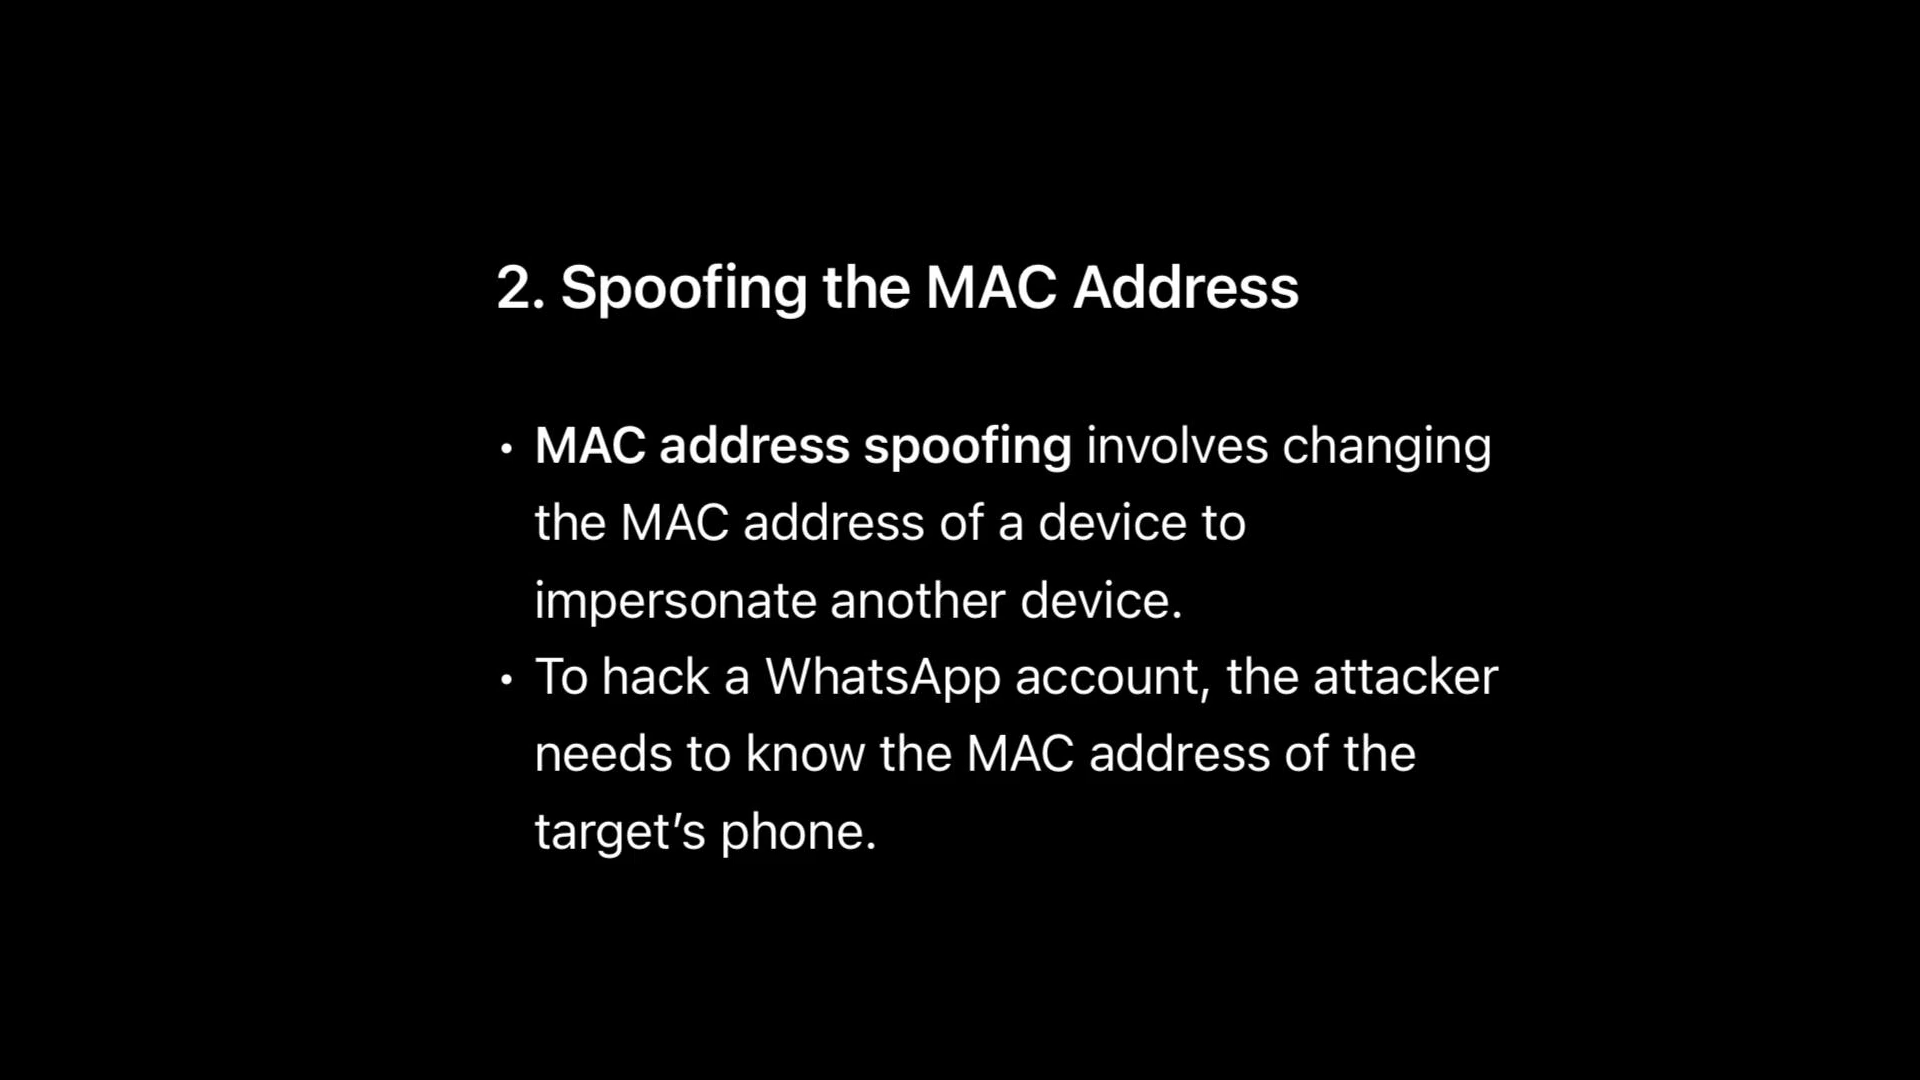 2. Spoofing the MAC Address
• MAC address spoofing involves changing
the MAC address of a device to
impersonate another device.
• To hack a WhatsApp account, the attacker
needs to know the MAC address of the
target’s phone.